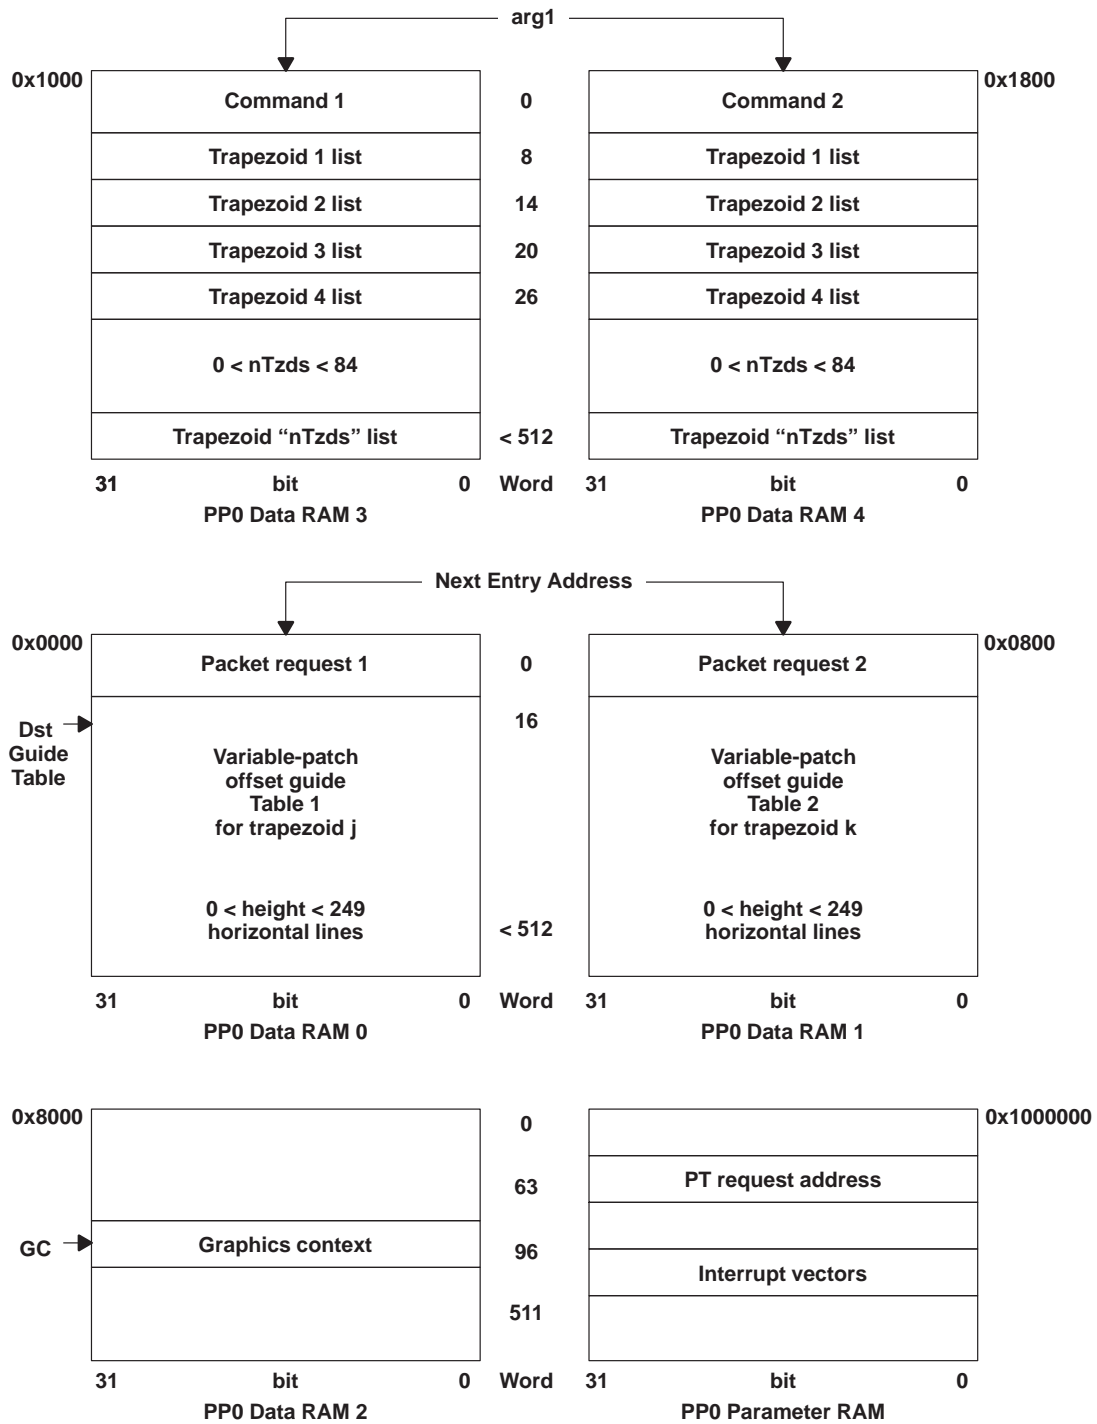 arg1
0x1000
0x1800
Command 1
0
Command 2
Trapezoid 1 list
8
Trapezoid 1 list
Trapezoid 2 list
14
Trapezoid 2 list
Trapezoid 3 list
20
Trapezoid 3 list
Trapezoid 4 list
26
Trapezoid 4 list
0 < nTzds < 84
0 < nTzds < 84
Trapezoid “nTzds” list
< 512
Trapezoid “nTzds” list
31
bit
0
Word
31
bit
0
PP0 Data RAM 3
PP0 Data RAM 4
Next Entry Address
0x0000
0x0800
Packet request 1
0
Packet request 2
16
Dst
Guide
Table
Variable-patch
offset guide
Table 1
for trapezoid j
Variable-patch
offset guide
Table 2
for trapezoid k
0 < height < 249
horizontal lines
< 512
0 < height < 249
horizontal lines
31
bit
0
Word
31
bit
0
PP0 Data RAM 0
PP0 Data RAM 1
0x8000
0
0x1000000
63
PT request address
GC
Graphics context
96
Interrupt vectors
511
31
bit
0
Word
31
bit
0
PP0 Data RAM 2
PP0 Parameter RAM